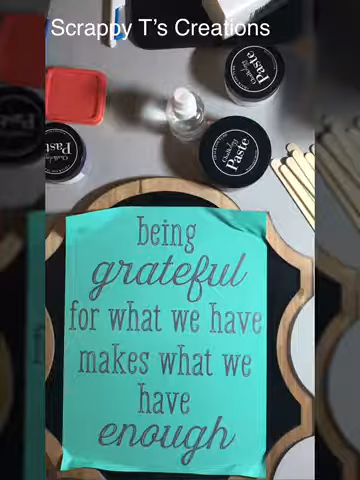 Scrappy T's Creations
Paste
Paste
Paste
being
grateful
for what we have
makes what we
have
enough